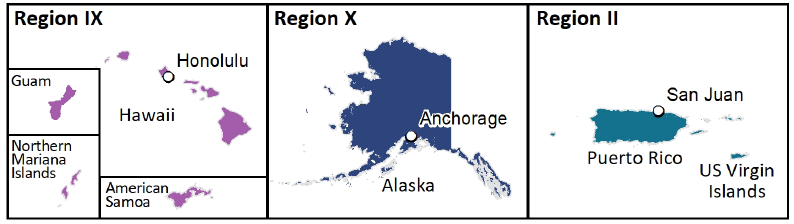 Region IX
Honolulu
Guam
Hawaii
Northern
Mariana
Islands
American
Samoa
Region X
Anchorage
Alaska
Region II
San Juan
Puerto Rico
US Virgin
Islands